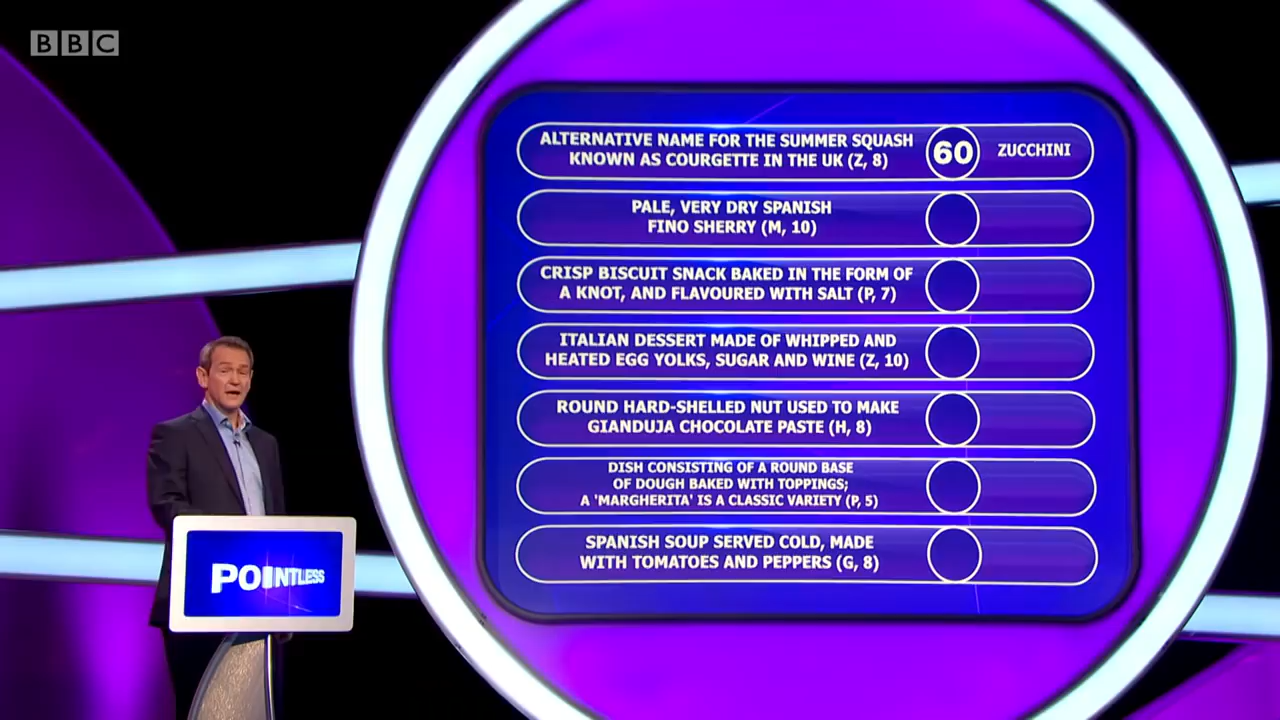 BBC
ALTERNATIVE NAME FOR THE SUMMER SQUASH
KNOWN AS COURGETTE IN THE UK (Z, 8)
60
ZUCCHINI
PALE, VERY DRY SPANISH
FINO SHERRY (M, 10)
CRISP BISCUIT SNACK BAKED IN THE FORM OF
A KNOT, AND FLAVOURED WITH SALT (P, 7)
ITALIAN DESSERT MADE OF WHIPPED AND
HEATED EGG YOLKS, SUGAR AND WINE (Z, 10)
ROUND HARD-SHELLED NUT USED TO MAKE
GIANDUJA CHOCOLATE PASTE (H, 8)
DISH CONSISTING OF A ROUND BASE
OF DOUGH BAKED WITH TOPPINGS;
A 'MARGHERITA' IS A CLASSIC VARIETY (P, 5)
SPANISH SOUP SERVED COLD, MADE
WITH TOMATOES AND PEPPERS (G, 8)
POINTLESS